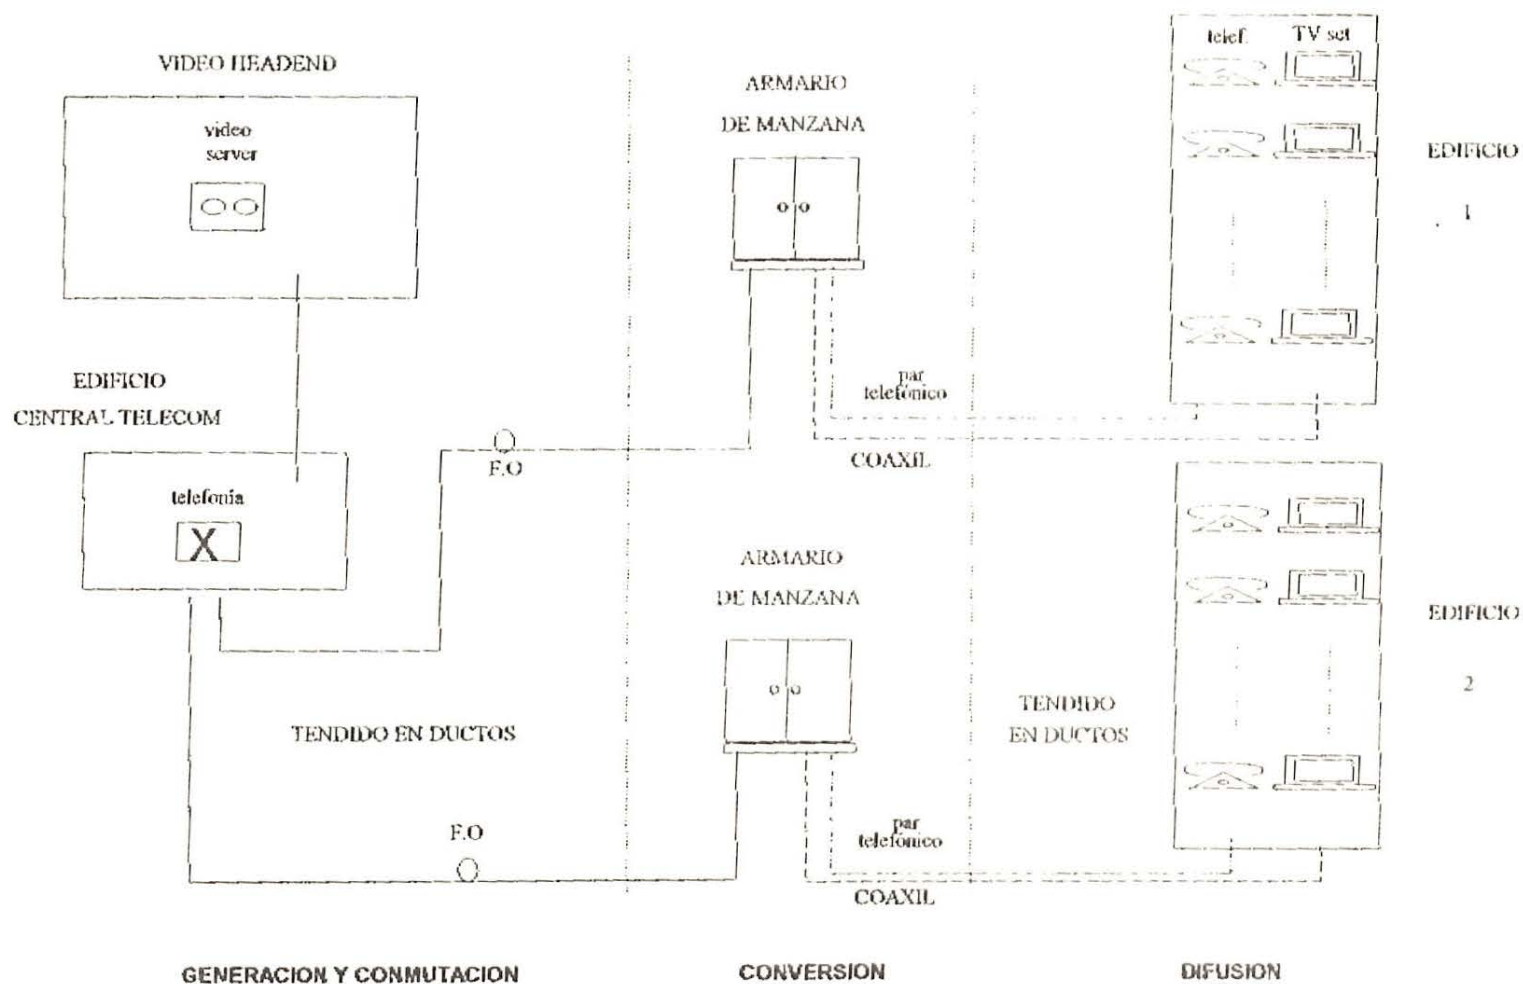 VIDEO HEADEND
video
server
EDIFICIO
CENTRAL TELECOM
telefonía
X
F.O
TENDIDO EN DUCTOS
F.O
GENERACION Y CONMUTACION
ARMARIO
DE MANZANA
par
telefónico
COAXIL
ARMARIO
DE MANZANA
par
telefónico
COAXIL
CONVERSION
telef. TV set
EDIFICIO
1
EDIFICIO
2
TENDIDO
EN DUCTOS
DIFUSION